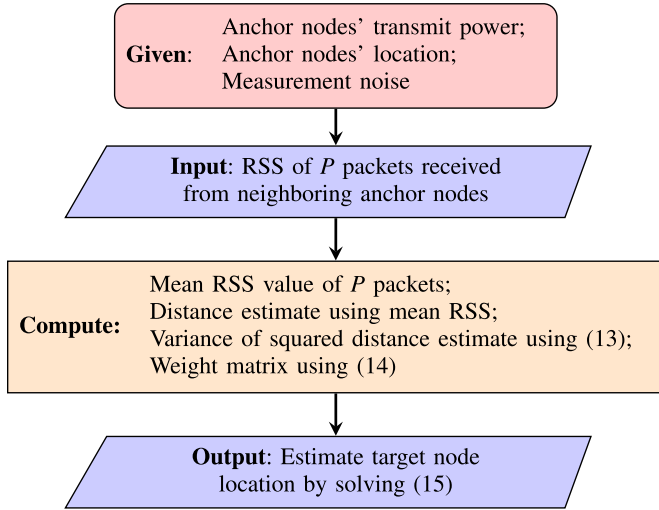 Anchor nodes' transmit power;
Given: Anchor nodes' location;
Measurement noise
Input: RSS of P packets received
from neighboring anchor nodes
Mean RSS value of P packets;
Distance estimate using mean RSS;
Compute:
Variance of squared distance estimate using (13);
Weight matrix using (14)
Output: Estimate target node
location by solving (15)